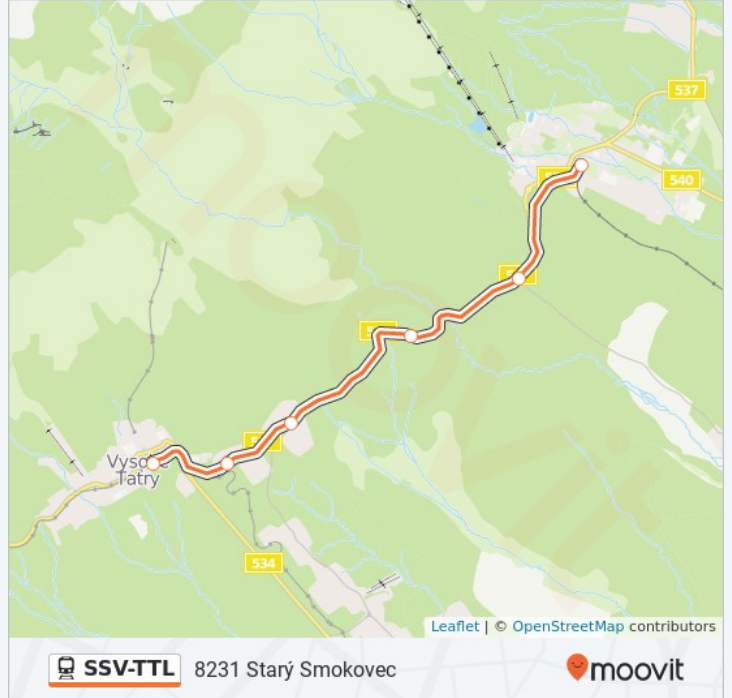 537
540
Vysoké
Tatry
534
Leaflet | © OpenStreetMap contributors
SSV-TTL 8231 Starý Smokovec
moovit